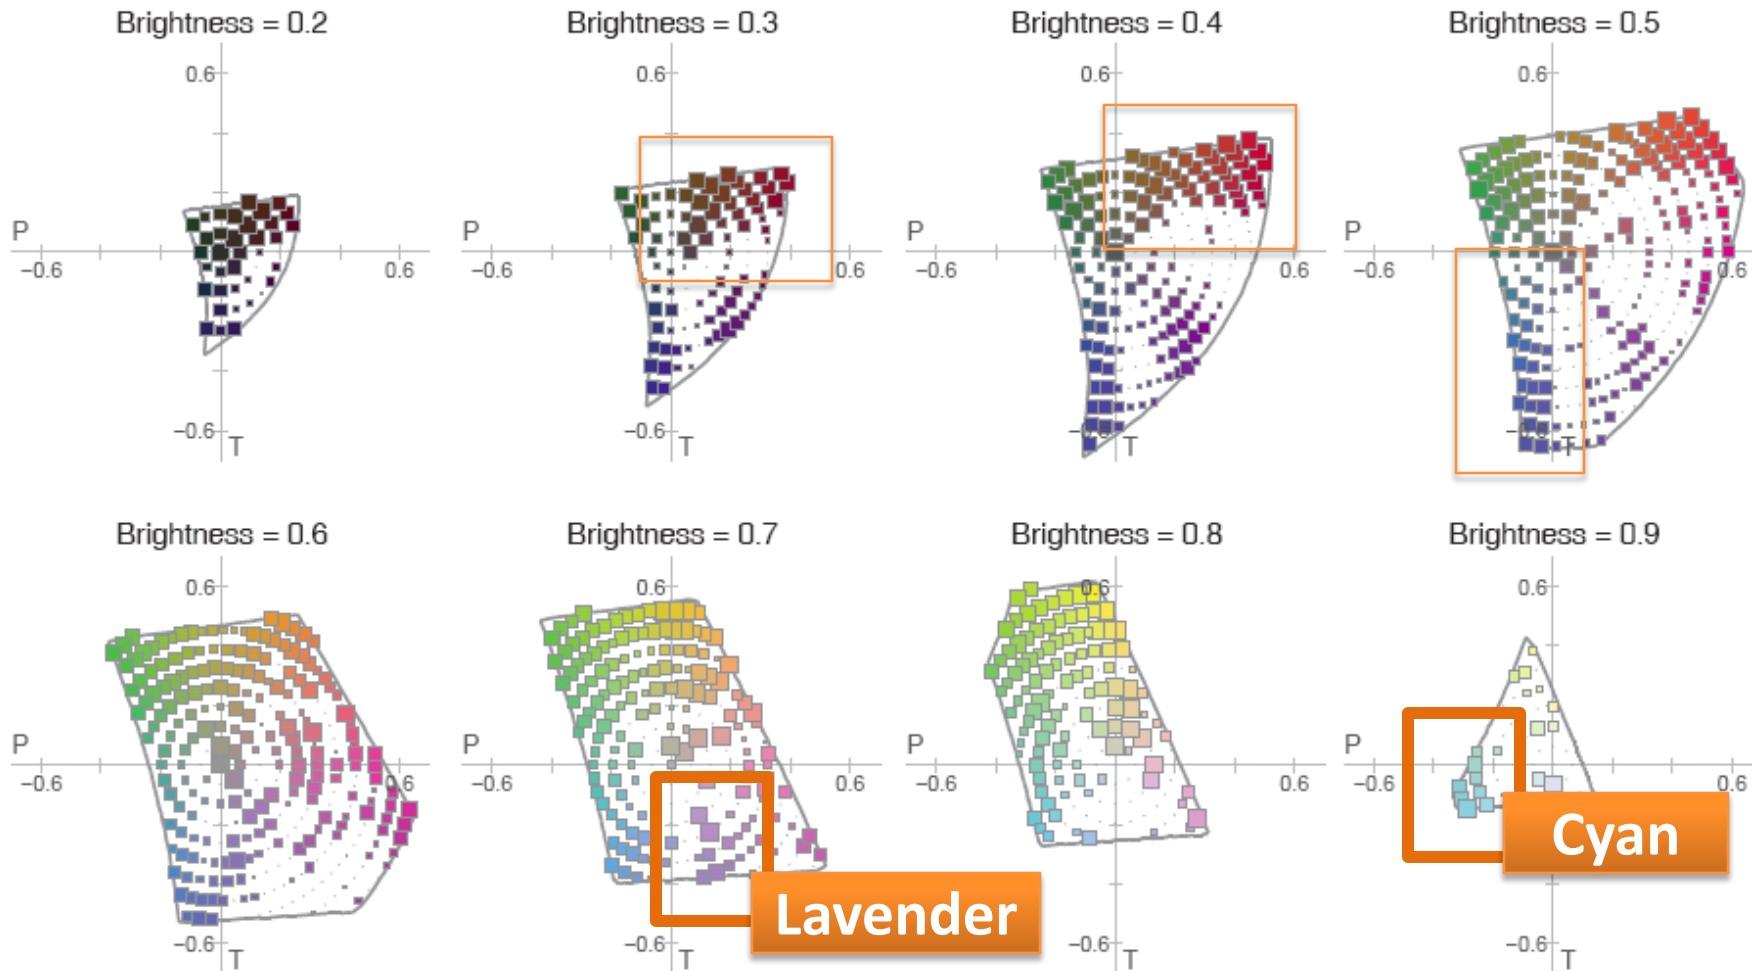 Brightness = 0.2
0.6
P
−0.6
0.6
−0.6
T
Brightness = 0.3
0.6
P
−0.6
0.6
−0.6
T
Brightness = 0.4
0.6
P
−0.6
0.6
T
Brightness = 0.5
0.6
P
−0.6
0.6
T
Brightness = 0.6
0.6
P
−0.6
0.6
−0.6
T
Brightness = 0.7
0.6
P
−0.6
0.6
−0.6
T
Lavender
Brightness = 0.8
0.6
P
−0.6
0.6
−0.6
T
Brightness = 0.9
0.6
P
−0.6
0.6
−0.6
T
Cyan